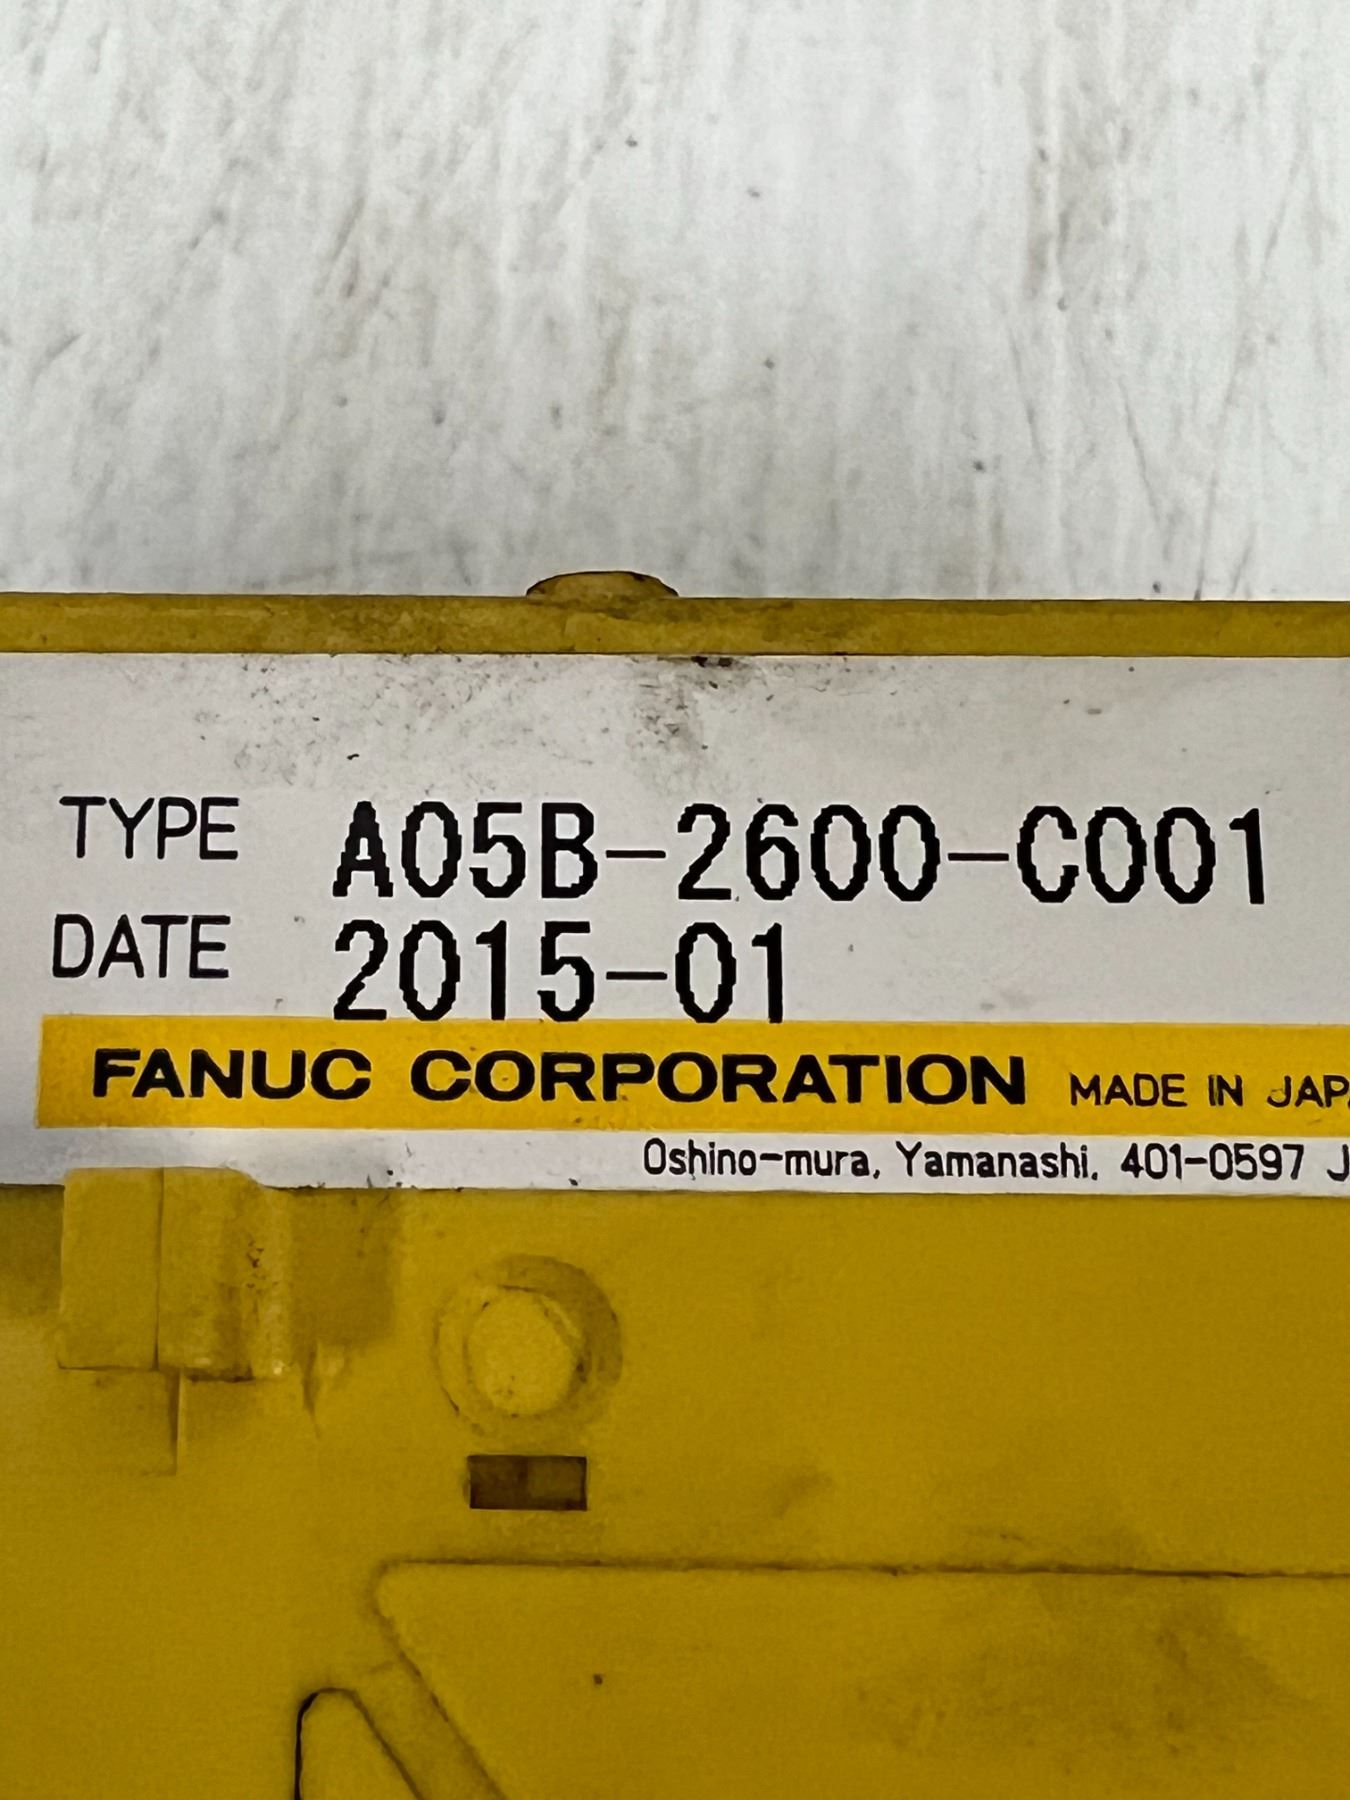 TYPE A05B-2600-C001
DATE 2015-01
FANUC CORPORATION MADE IN JAP
Oshino-mura, Yamanashi, 401-0597 J